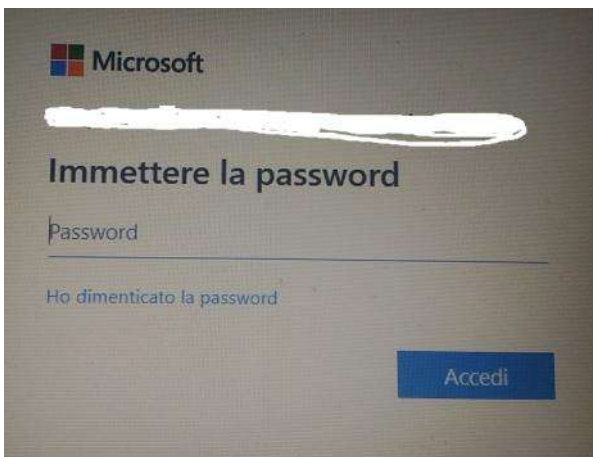 Microsoft
Immettere la password
Password
Ho dimenticato la password
Accedi